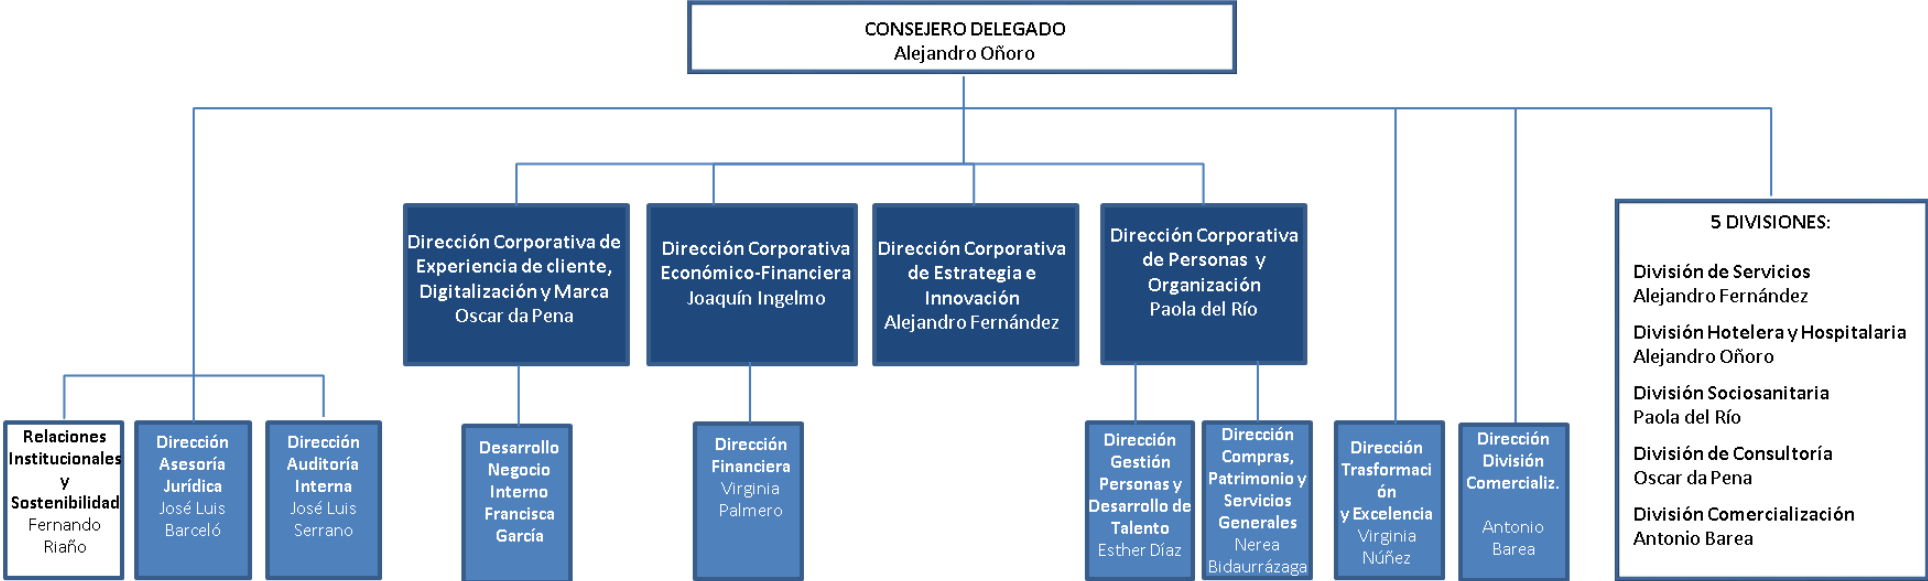 CONSEJERO DELEGADO
Alejandro Oñoro
Dirección Corporativa de
Experiencia de cliente,
Digitalización y Marca
Oscar da Pena
Dirección Corporativa
Económico-Financiera
Joaquín Ingelmo
Dirección Corporativa
de Estrategia e
Innovación
Alejandro Fernández
Dirección Corporativa
de Personas y
Organización
Paola del Río
5 DIVISIONES:
División de Servicios
Alejandro Fernández
División Hotelera y Hospitalaria
Alejandro Oñoro
División Sociosanitaria
Paola del Río
División de Consultoría
Oscar da Pena
División Comercialización
Antonio Barea
Relaciones
Institucionales
y
Sostenibilidad
Fernando
Riaño
Dirección
Asesoría
Jurídica
José Luis
Barceló
Dirección
Auditoría
Interna
José Luis
Serrano
Desarrollo
Negocio
Interno
Francisca
García
Dirección
Financiera
Virginia
Palmero
Dirección
Gestión
Personas y
Desarrollo de
Talento
Esther Díaz
Dirección
Compras,
Patrimonio y
Servicios
Generales
Nerea
Bidaurrázaga
Dirección
Trasformaci
ón
y Excelencia
Virginia
Núñez
Dirección
División
Comercializ.
Antonio
Barea